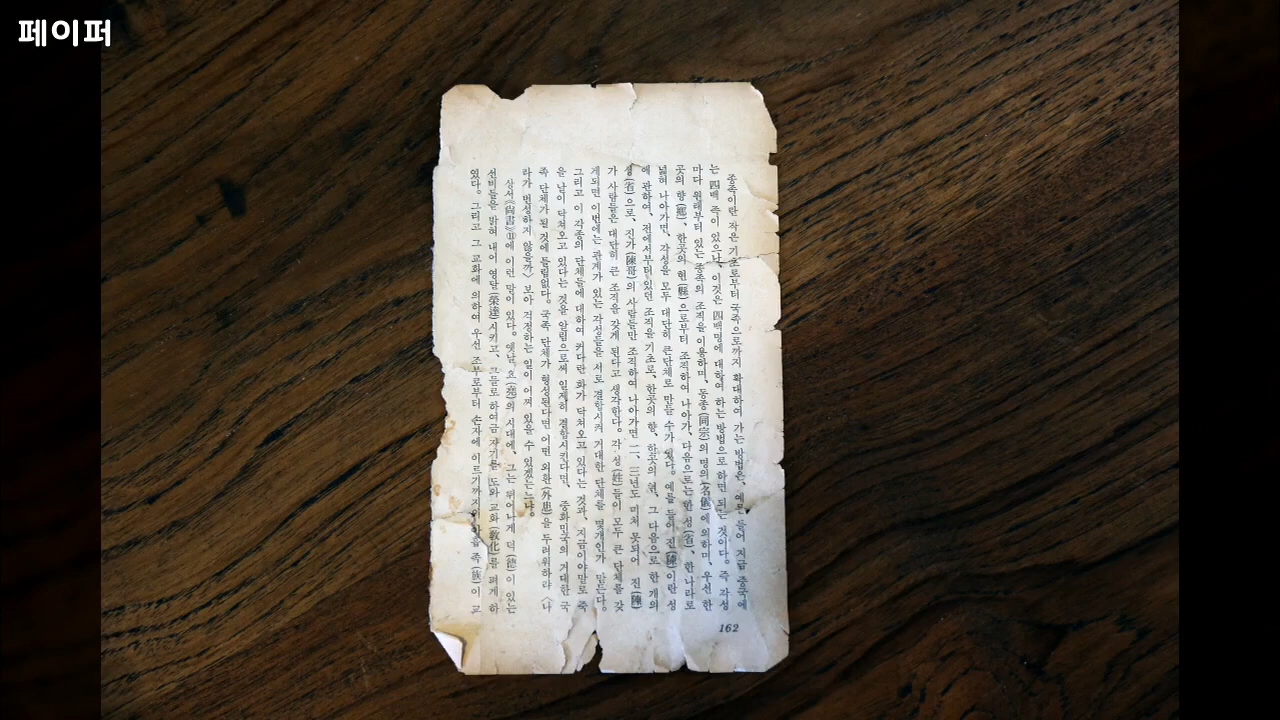 페이퍼
종족이란 작은 기초로부터 국족으로까지 확대하여 가는 방법은, 예를 들어 지금 중국에
는 四백 족이 있으나, 이것은 四백명에 대하여 하는 방법으로 하면 되는 것이다. 즉 각성
마다 원래부터 있는 종족의 조직을 이용하며, 동종(同宗)의 명의(名儀)에 의하며, 우선 한
곳의 향(鄕), 한곳의 현(縣)으로부터 조직하여 나아가, 다음으로는 한 성(省), 한나라로
넓혀 나아가면, 각성을 모두 대단히 큰단체로 만들 수가 있다. 예를 들어 진(陳)이란 성
에 관하여, 전에서부터 있던 조직을 기초로, 한곳의 향, 한곳의 현, 그 다음으로 한 개의
성(省)으로, 진가(陳哥)의 사람들만 조직하여 나아가면 二、三년도 미처 못되어 진(陳)
가 사람들은 대단히 큰 조직을 갖게 된다고 생각한다. 각 성(姓)들이 모두 큰 단체를 갖
게되면 이번에는 관계가 있는 각성들을 서로 결합시켜 거대한 단체를 몇개인가 만든다.
그리고 이 각종의 단체들에 대하여 커다란 화가 닥쳐오고 있다는 것과, 지금이야말로 죽
을 날이 닥쳐오고 있다는 것을 알림으로써 일제히 결합시킨다면, 중화민국의 거대한 국
족 단체가 될 것에 틀림없다. 국족 단체가 형성된다면 어떤 외환(外患)을 두려워하랴 〈나
라가 번성하지 않을까〉 보아 걱정하는 일이 어찌 있을 수 있겠는냐.
상서《尙書》⑪에 이런 말이 있다. 옛날 요(堯)의 시대에, 그는 뛰어나게 덕(德)이 있는
선비들을 밝혀 내어 영달(榮達)시키고, 그들로 하여금 자기를 도와 교화(敎化)를 펴게 하
였다. 그리고 그 교화에 의하여 우선 조부로부터 손자에 이르기까지의 족(族)이 교
162